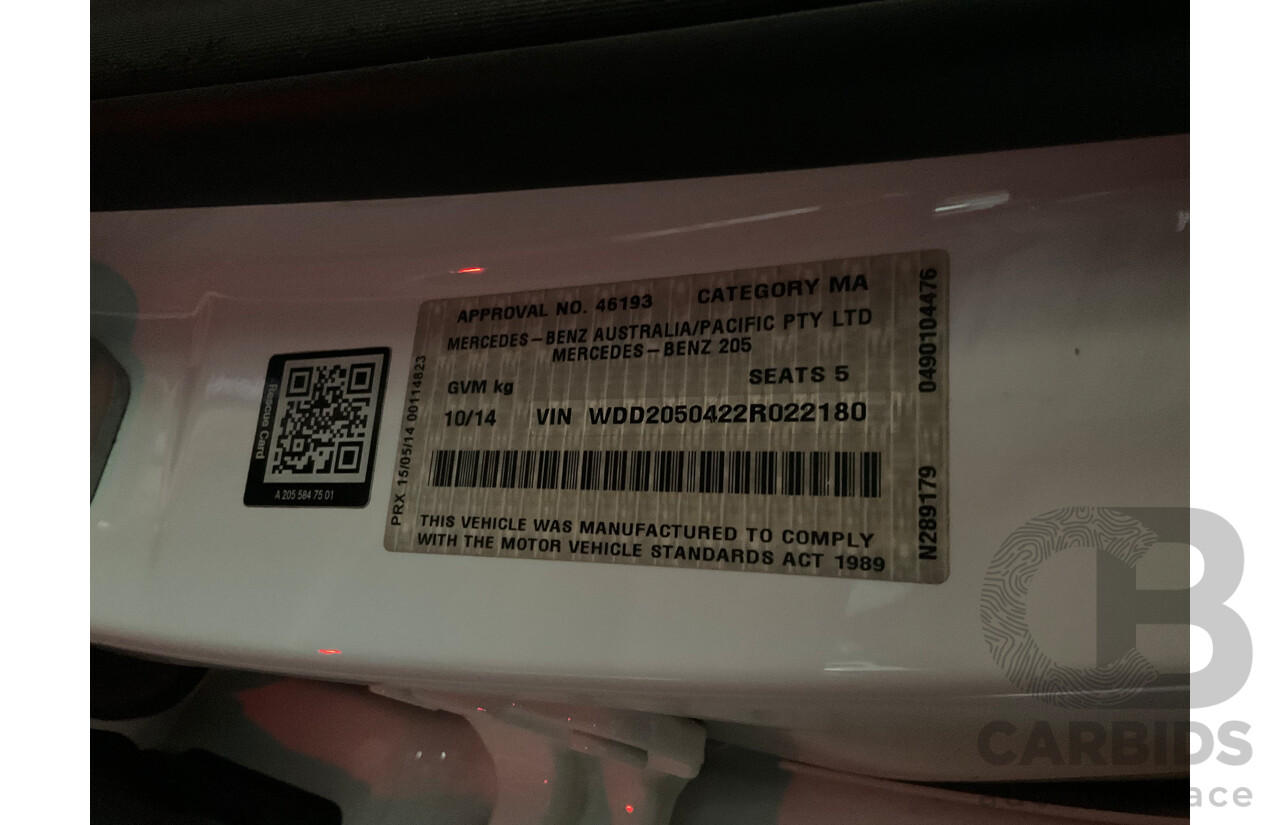 APPROVAL NO. 46193 CATEGORY MA
MERCEDES-BENZ AUSTRALIA/PACIFIC PTY LTD
MERCEDES-BENZ 205
GVM kg SEATS 5
10/14 VIN WDD2050422R022180
THIS VEHICLE WAS MANUFACTURED TO COMPLY
WITH THE MOTOR VEHICLE STANDARDS ACT 1989
PRX 15/05/14 00114823
N289179 0490104476
Rescue Card
A 205 584 75 01
CB
CARBIDS